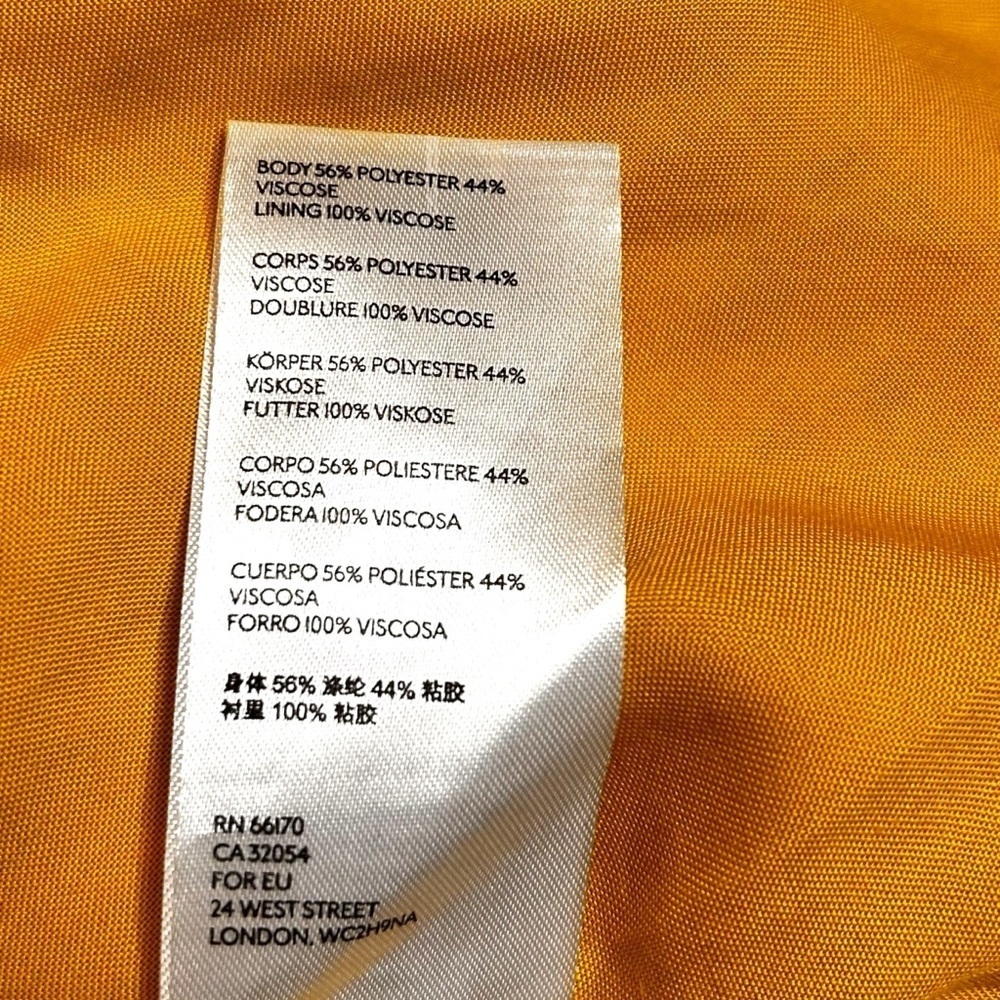 BODY 56% POLYESTER 44%
VISCOSE
LINING 100% VISCOSE
CORPS 56% POLYESTER 44%
VISCOSE
DOUBLURE 100% VISCOSE
KÖRPER 56% POLYESTER 44%
VISKOSE
FUTTER 100% VISKOSE
CORPO 56% POLIESTERE 44%
VISCOSA
FODERA 100% VISCOSA
CUERPO 56% POLIÉSTER 44%
VISCOSA
FORRO 100% VISCOSA
身体 56% 涤纶 44% 粘胶
衬里 100% 粘胶
RN 66170
CA 32054
FOR EU
24 WEST STREET
LONDON, WC2H9NA